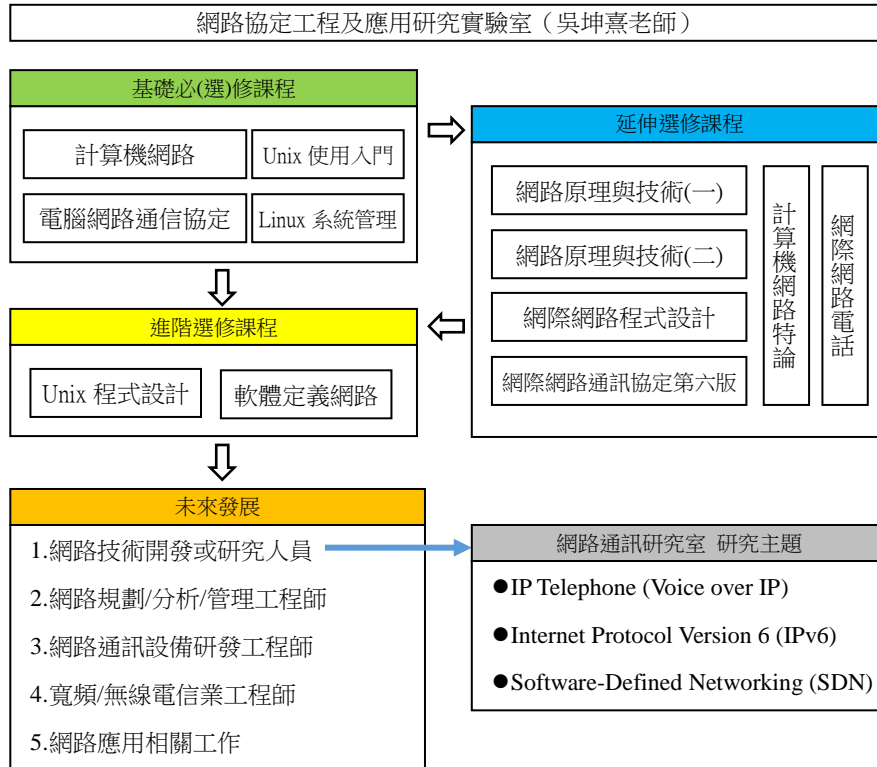 網路協定工程及應用研究實驗室（吳坤熹老師）
基礎必(選)修課程
計算機網路
Unix 使用入門
電腦網路通信協定
Linux 系統管理
延伸選修課程
網路原理與技術(一)
網路原理與技術(二)
網際網路程式設計
網際網路通訊協定第六版
計算機網路特論
網際網路電話
進階選修課程
Unix 程式設計
軟體定義網路
未來發展
1.網路技術開發或研究人員
2.網路規劃/分析/管理工程師
3.網路通訊設備研發工程師
4.寬頻/無線電信業工程師
5.網路應用相關工作
網路通訊研究室 研究主題
●IP Telephone (Voice over IP)
●Internet Protocol Version 6 (IPv6)
●Software-Defined Networking (SDN)